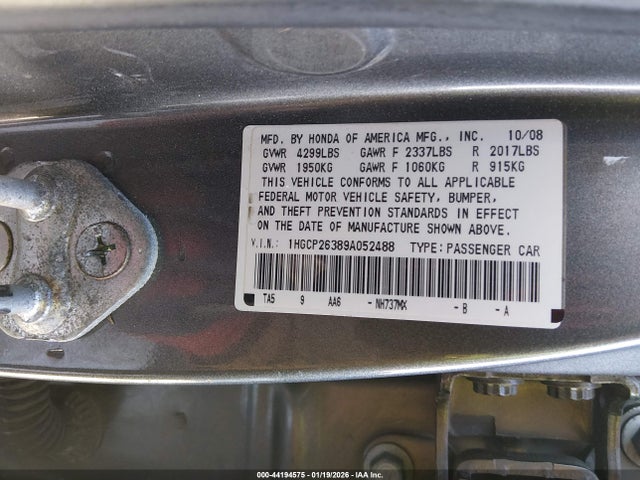 MFD. BY HONDA OF AMERICA MFG., INC. 10/08
GVWR 4299LBS GAWR F 2337LBS R 2017LBS
GVWR 1950KG GAWR F 1060KG R 915KG
THIS VEHICLE CONFORMS TO ALL APPLICABLE
FEDERAL MOTOR VEHICLE SAFETY, BUMPER,
AND THEFT PREVENTION STANDARDS IN EFFECT
ON THE DATE OF MANUFACTURE SHOWN ABOVE.
V.I.N.: 1HGCP26389A052488 TYPE: PASSENGER CAR
TA5 9 AA6 -NH737MX -B -A
000-44194575 - 01/19/2026 - IAAI.com